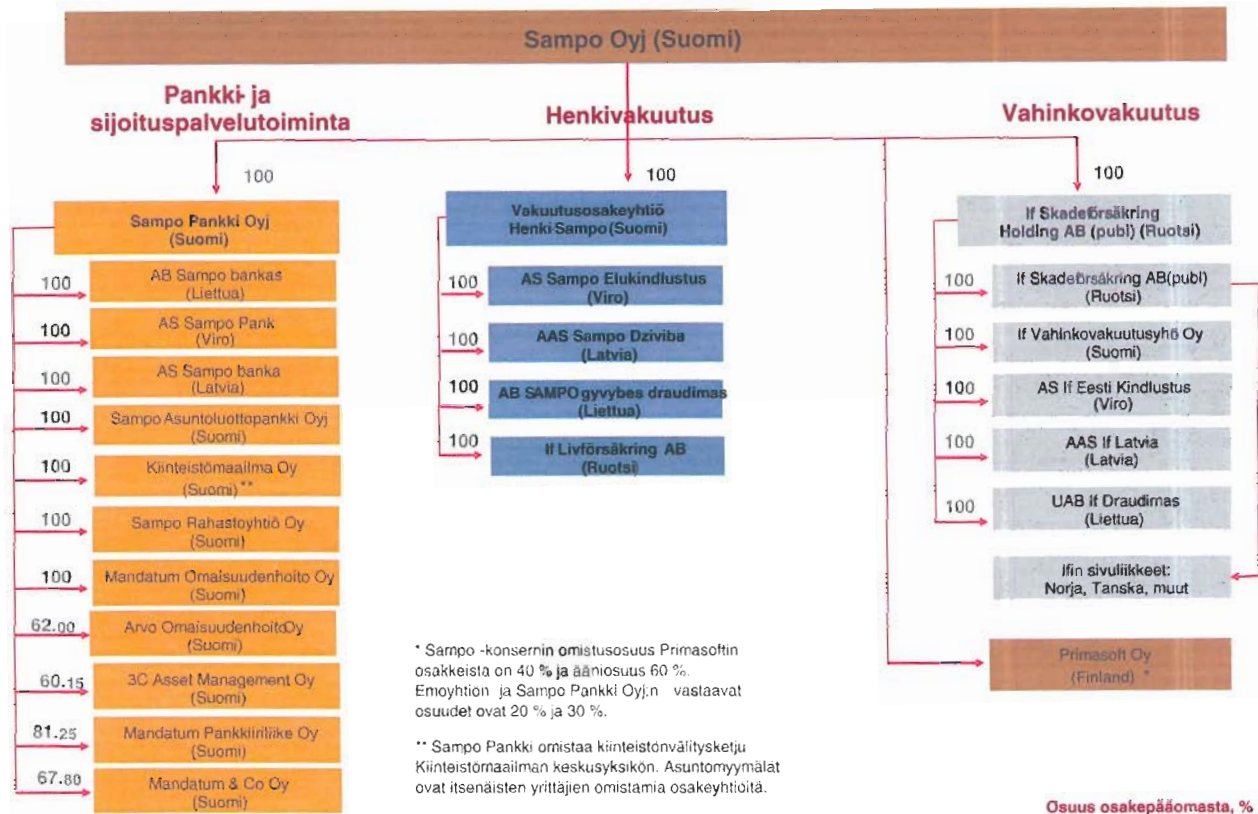 Sampo Oyj (Suomi)
Pankki- ja
sijoituspalvelutoiminta
100
Sampo Pankki Oyj
(Suomi)
100
AB Sampo bankas
(Liettua)
100
AS Sampo Pank
(Viro)
100
AS Sampo banka
(Latvia)
100
Sampo Asuntoluottopankki Oyj
(Suomi)
100
Kiinteistömaailma Oy
(Suomi) **
100
Sampo Rahastoyhtiö Oy
(Suomi)
100
Mandatum Omaisuudenhoito Oy
(Suomi)
62.00
Arvo Omaisuudenhoito Oy
(Suomi)
60.15
3C Asset Management Oy
(Suomi)
81.25
Mandatum Pankkiiriliike Oy
(Suomi)
67.80
Mandatum & Co Oy
(Suomi)
Henkivakuutus
100
Vakuutusosakeyhtiö
Henki Sampo (Suomi)
100
AS Sampo Elukindlustus
(Viro)
100
AAS Sampo Dziviba
(Latvia)
100
AB SAMPO gyvybes draudimas
(Liettua)
100
If Livförsäkring AB
(Ruotsi)
* Sampo -konsernin omistusosuus Primasoftin
osakkeista on 40 % ja ääniosuus 60 %.
Emoyhtiön ja Sampo Pankki Oyj:n vastaavat
osuudet ovat 20 % ja 30 %.
** Sampo Pankki omistaa kiinteistönvälitysketju
Kiinteistömaailman keskusyksikön. Asuntomyymälät
ovat itsenäisten yrittäjien omistamia osakeyhtiöitä.
Vahinkovakuutus
100
If Skadeförsäkring
Holding AB (publ) (Ruotsi)
100
If Skadeförsäkring AB (publ)
(Ruotsi)
100
If Vahinkovakuutusyhö Oy
(Suomi)
100
AS If Eesti Kindlustus
(Viro)
100
AAS If Latvia
(Latvia)
100
UAB If Draudimas
(Liettua)
Ifin sivuliikkeet:
Norja, Tanska, muut
Primasoft Oy
(Finland) *
Osuus osakepääomasta, %